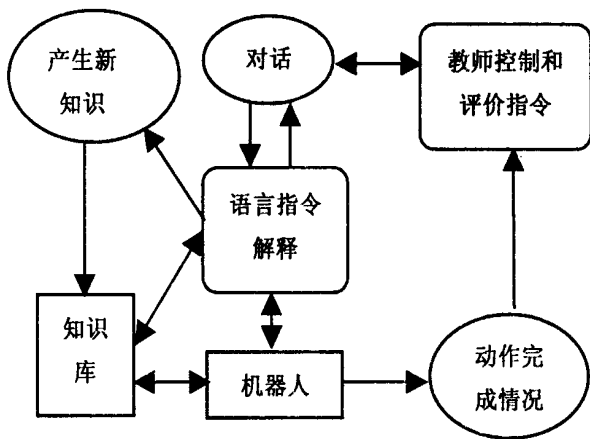 产生新
知识
对话
教师控制和
评价指令
语言指令
解释
知识
库
机器人
动作完
成情况